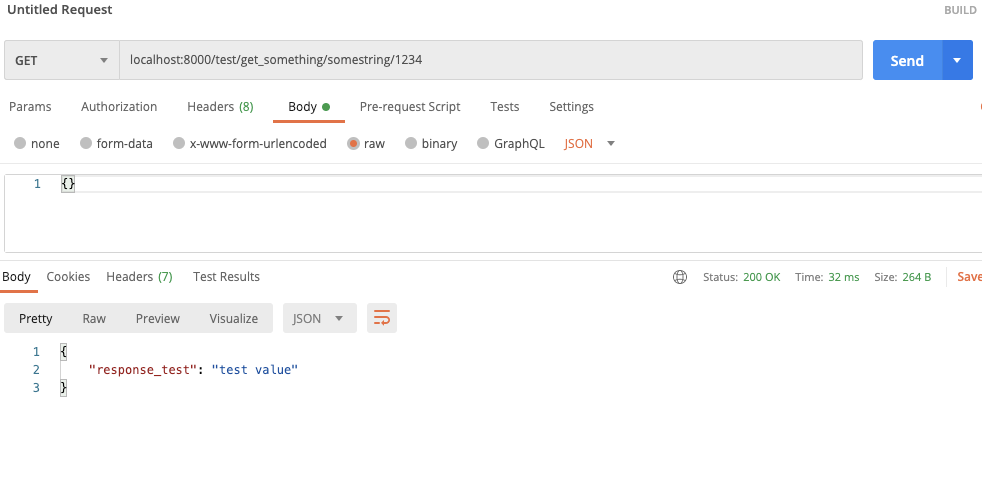 Untitled Request BUILD
GET localhost:8000/test/get_something/somestring/1234 Send
Params Authorization Headers (8) Body Pre-request Script Tests Settings
none form-data x-www-form-urlencoded raw binary GraphQL JSON
1 {}
Body Cookies Headers (7) Test Results Status: 200 OK Time: 32 ms Size: 264 B Save
Pretty Raw Preview Visualize JSON
1 {
2 "response_test": "test value"
3 }